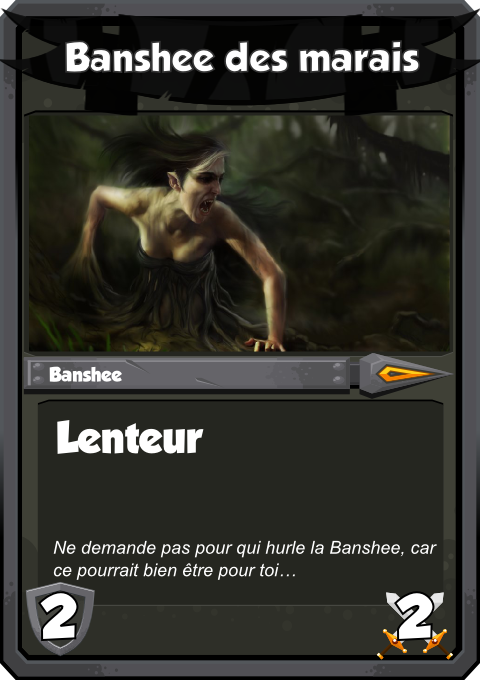 Banshee des marais
Banshee
Lenteur
Ne demande pas pour qui hurle la Banshee, car
ce pourrait bien être pour toi…
2
2